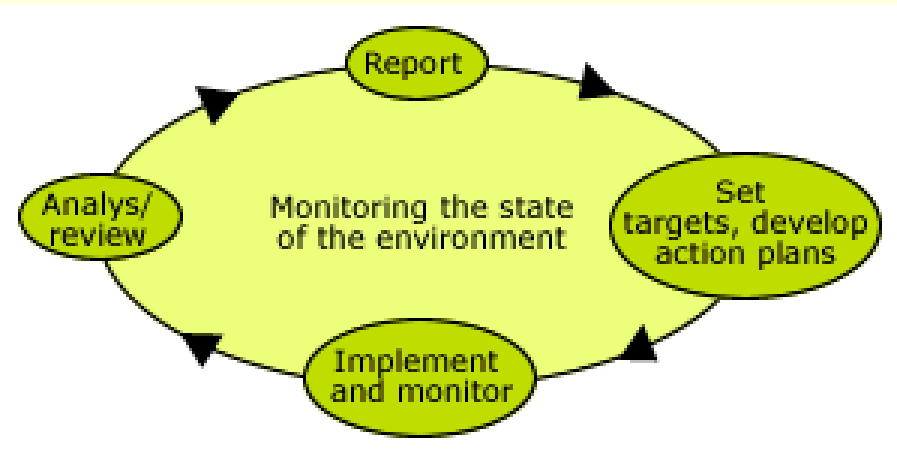 Report
Set
targets, develop
action plans
Implement
and monitor
Analys/
review
Monitoring the state
of the environment